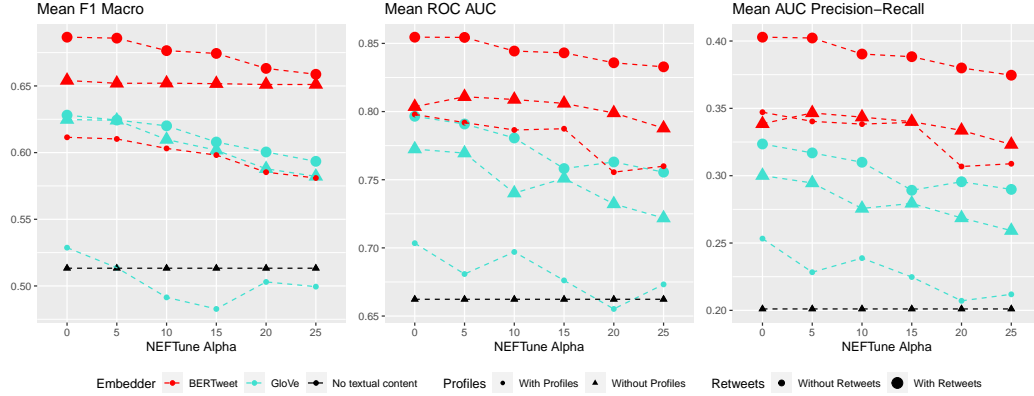 Mean F1 Macro
0.65
0.60
0.55
0.50
0 5 10 15 20 25
NEFTune Alpha
Mean ROC AUC
0.85
0.80
0.75
0.70
0.65
0 5 10 15 20 25
NEFTune Alpha
Mean AUC Precision−Recall
0.40
0.35
0.30
0.25
0.20
0 5 10 15 20 25
NEFTune Alpha
Embedder BERTweet GloVe No textual content Profiles With Profiles Without Profiles Retweets Without Retweets With Retweets